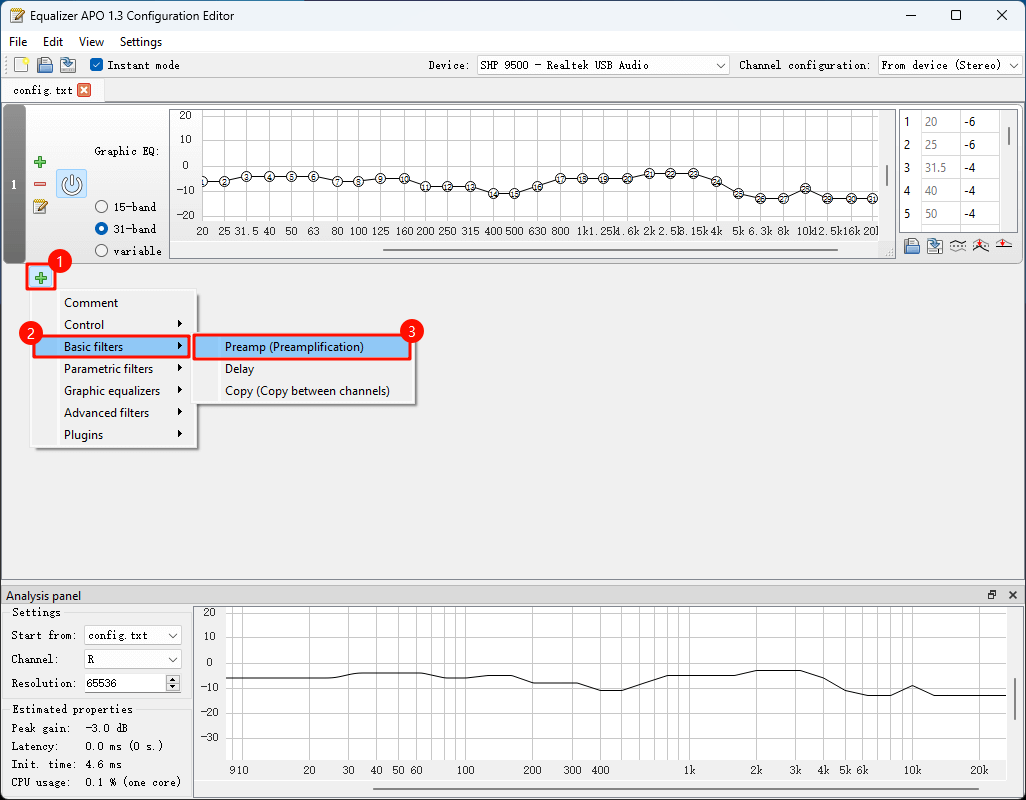 Equalizer APO 1.3 Configuration Editor
File Edit View Settings
Instant mode Device: SHP 9500 - Realtek USB Audio Channel configuration: From device (Stereo)
config.txt
1
Graphic EQ:
15-band
31-band
variable
20
10
0
-10
-20
1 2 3 4 5 6 7 8 9 10 11 12 13 14 15 16 17 18 19 20 21 22 23 24 25 26 27 28 29 30 31
20 25 31.5 40 50 63 80 100 125 160 200 250 315 400 500 630 800 1k 1.25k 1.6k 2k 2.5k 3.15k 4k 5k 6.3k 8k 10k 12.5k 16k 20k
1 20 -6
2 25 -6
3 31.5 -4
4 40 -4
5 50 -4
1
Comment
Control
2
Basic filters
Parametric filters
Graphic equalizers
Advanced filters
Plugins
3
Preamp (Preamplification)
Delay
Copy (Copy between channels)
Analysis panel
Settings
Start from: config.txt
Channel: R
Resolution: 65536
Estimated properties
Peak gain: -3.0 dB
Latency: 0.0 ms (0 s.)
Init. time: 4.6 ms
CPU usage: 0.1 % (one core)
20
10
0
-10
-20
-30
9 10 20 30 40 50 60 100 200 300 400 1k 2k 3k 4k 5k 6k 10k 20k